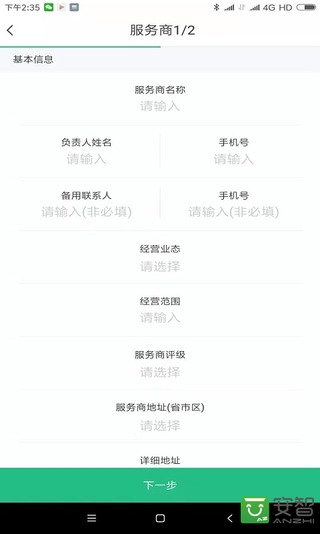 下午2:35
4G HD
服务商1/2
基本信息
服务商名称
请输入
负责人姓名 手机号
请输入 请输入
备用联系人 手机号
请输入(非必填) 请输入(非必填)
经营业态
请选择
经营范围
请输入
服务商评级
请选择
服务商地址(省市区)
请选择
详细地址
下一步
安智
ANZHI